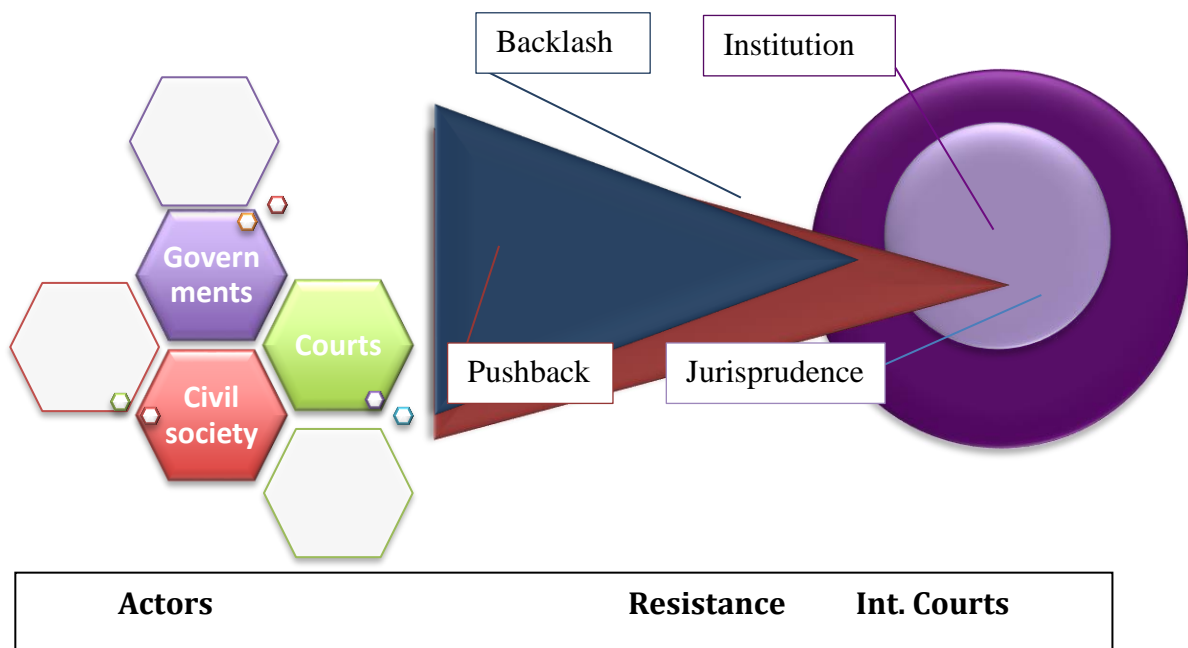 Backlash
Institution
Govern
ments
Courts
Pushback
Jurisprudence
Civil
society
Actors Resistance Int. Courts